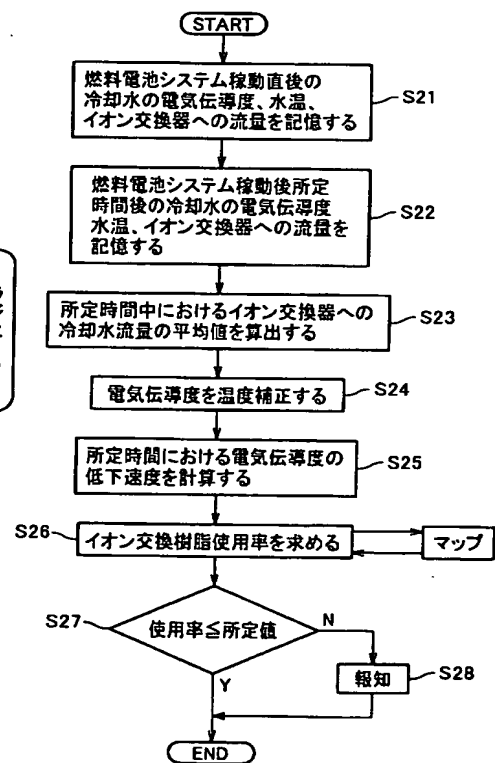 START
燃料電池システム稼動直後の
冷却水の電気伝導度、水温、
イオン交換器への流量を記憶する
S21
燃料電池システム稼動後所定
時間後の冷却水の電気伝導度
水温、イオン交換器への流量を
記憶する
S22
所定時間中におけるイオン交換器への
冷却水流量の平均値を算出する
S23
電気伝導度を温度補正する
S24
所定時間における電気伝導度の
低下速度を計算する
S25
S26
イオン交換樹脂使用率を求める
マップ
S27
使用率≦所定値
N
Y
報知
S28
END